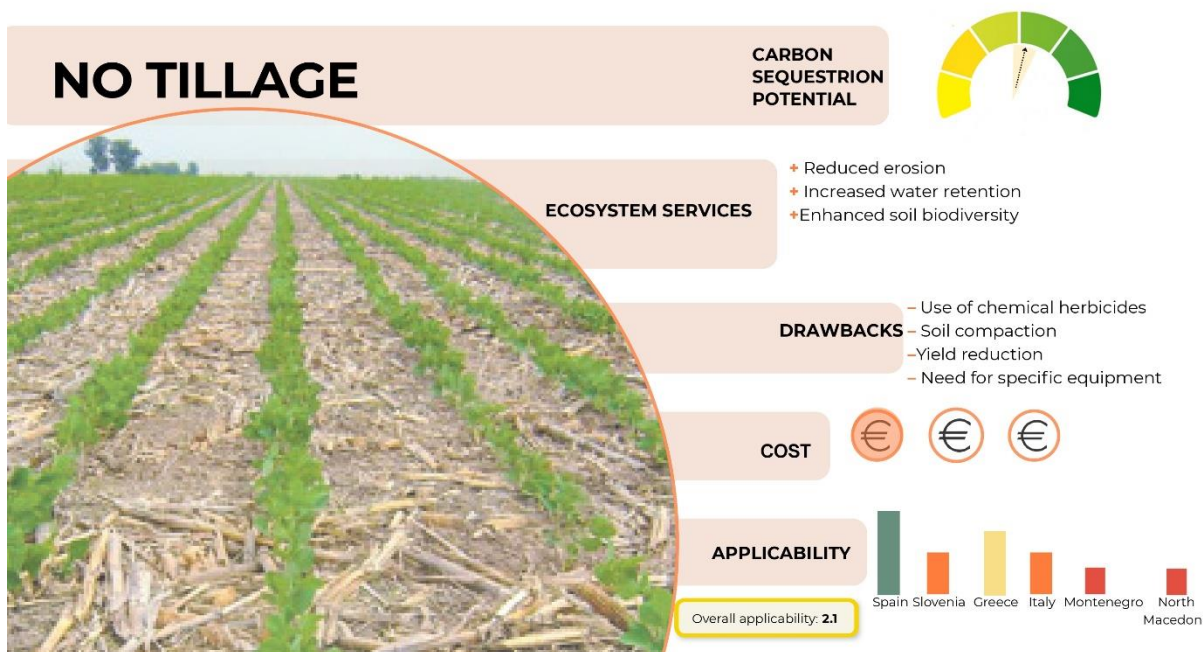 NO TILLAGE
CARBON
SEQUESTRION
POTENTIAL
ECOSYSTEM SERVICES
+ Reduced erosion
+ Increased water retention
+Enhanced soil biodiversity
DRAWBACKS
– Use of chemical herbicides
– Soil compaction
–Yield reduction
– Need for specific equipment
COST
€ € €
APPLICABILITY
Spain Slovenia Greece Italy Montenegro North
Macedon
Overall applicability: 2.1